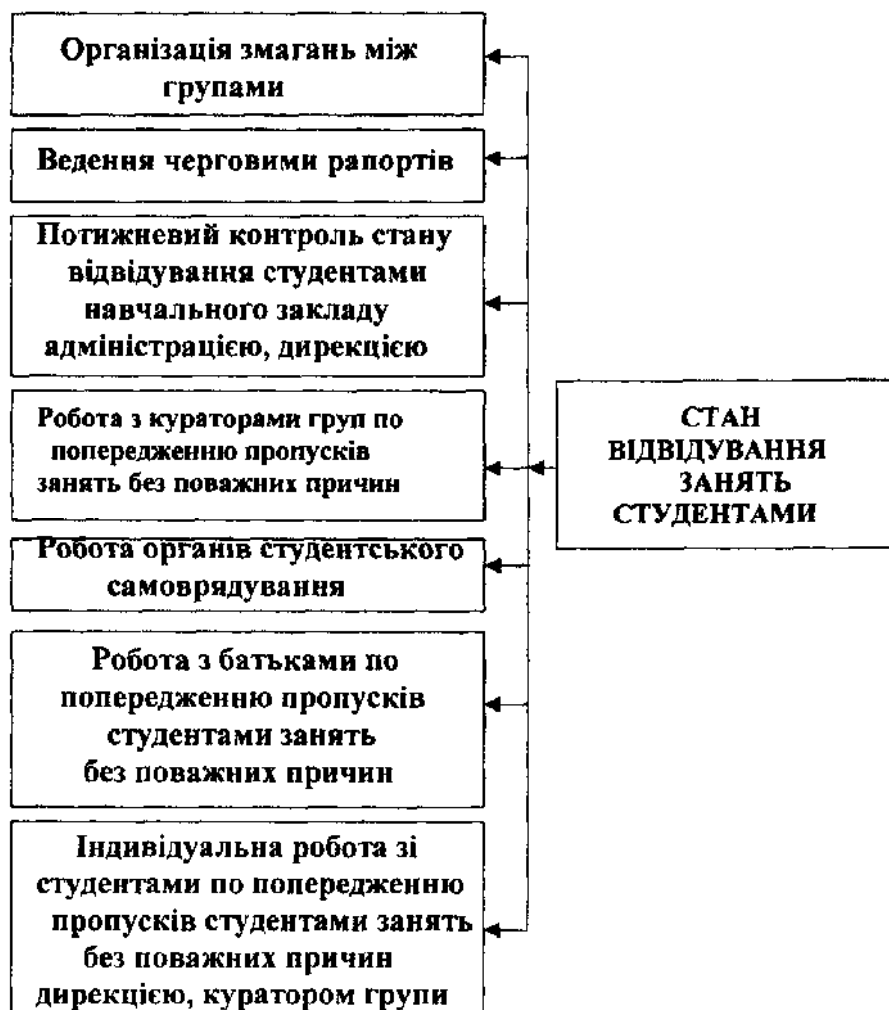 Організація змагань між
групами
Ведення черговими рапортів
Потижневий контроль стану
відвідування студентами
навчального закладу
адміністрацією, дирекцією
Робота з кураторами груп по
попередженню пропусків
занять без поважних причин
Робота органів студентського
самоврядування
Робота з батьками по
попередженню пропусків
студентами занять
без поважних причин
Індивідуальна робота зі
студентами по попередженню
пропусків студентами занять
без поважних причин
дирекцією, куратором групи
СТАН
ВІДВІДУВАННЯ
ЗАНЯТЬ
СТУДЕНТАМИ